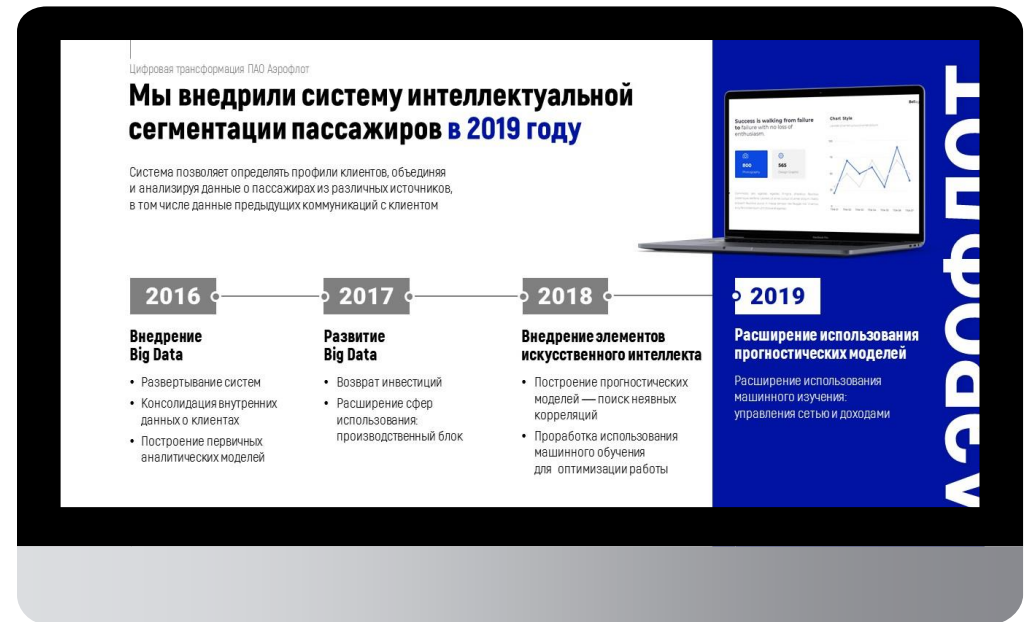 Цифровая трансформация ПАО Аэрофлот
Мы внедрили систему интеллектуальной
сегментации пассажиров в 2019 году
Система позволяет определять профили клиентов, объединяя
и анализируя данные о пассажирах из различных источников,
в том числе данные предыдущих коммуникаций с клиентом
Success is walking from failure
to failure with no loss of
enthusiasm.
Chart Style
800
565
2016
Внедрение
Big Data
• Развертывание систем
• Консолидация внутренних
данных о клиентах
• Построение первичных
аналитических моделей
2017
Развитие
Big Data
• Возврат инвестиций
• Расширение сфер
использования:
производственный блок
2018
Внедрение элементов
искусственного интеллекта
• Построение прогностических
моделей — поиск неявных
корреляций
• Проработка использования
машинного обучения
для оптимизации работы
2019
Расширение использования
прогностических моделей
Расширение использования
машинного изучения:
управления сетью и доходами
АЭРОФЛОТ